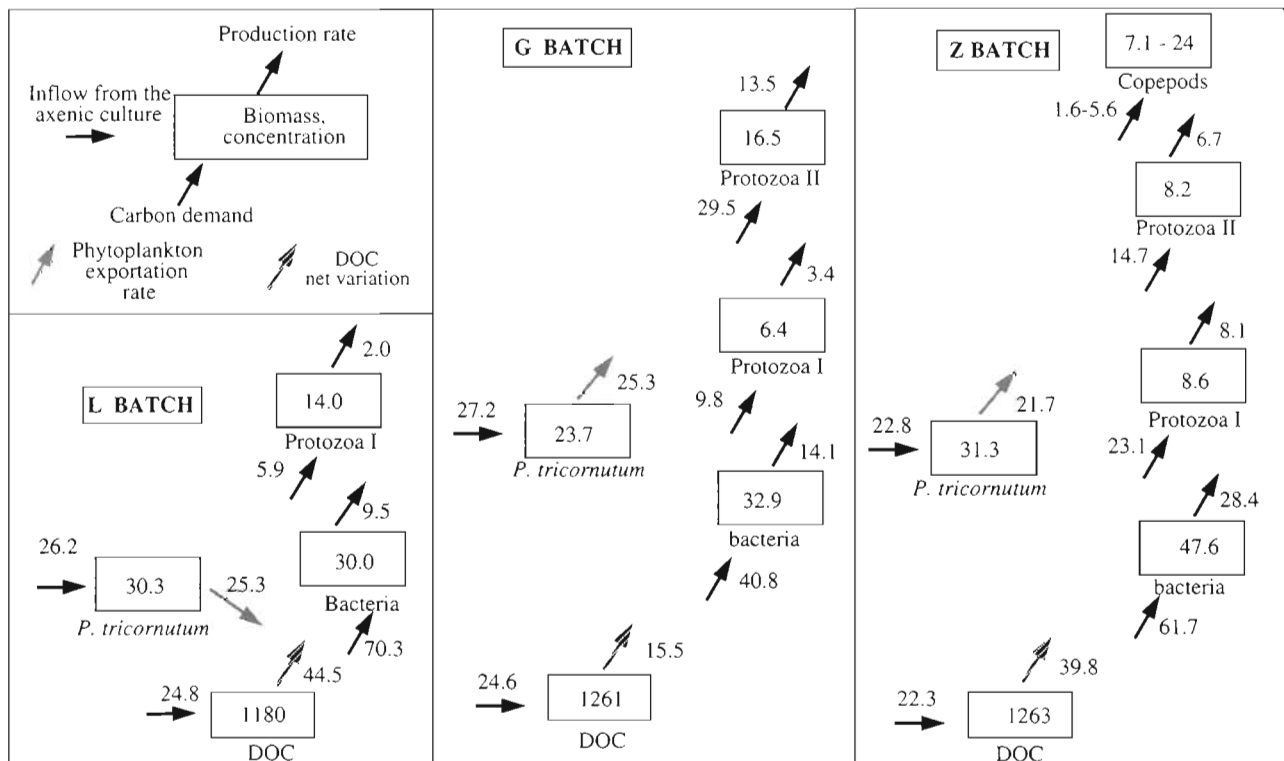 Production rate
Inflow from the
axenic culture
Biomass,
concentration
Carbon demand
Phytoplankton
exportation
rate
DOC
net variation
L BATCH
2.0
14.0
Protozoa I
5.9
9.5
26.2
30.3
25.3
P. tricornutum
30.0
Bacteria
70.3
44.5
24.8
1180
DOC
G BATCH
13.5
16.5
Protozoa II
29.5
3.4
6.4
Protozoa I
25.3
9.8
27.2
23.7
P. tricornutum
14.1
32.9
bacteria
40.8
15.5
24.6
1261
DOC
Z BATCH
7.1 - 24
Copepods
1.6-5.6
6.7
8.2
Protozoa II
14.7
8.1
8.6
Protozoa I
21.7
22.8
31.3
P. tricornutum
23.1
28.4
47.6
bacteria
61.7
39.8
22.3
1263
DOC